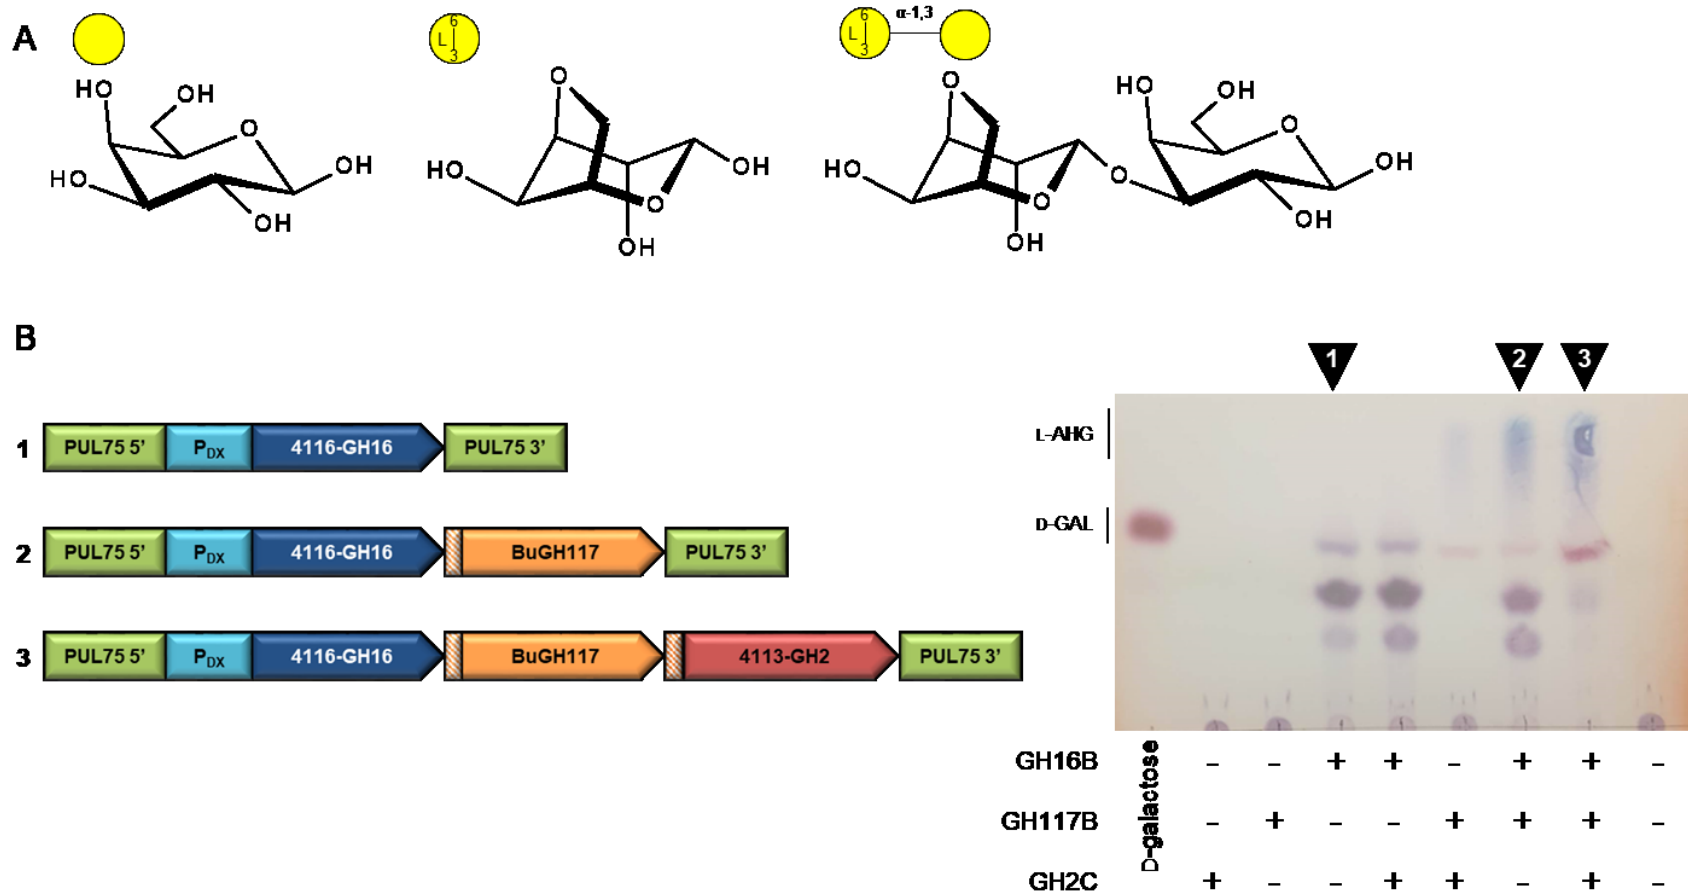 A
6
L
3
6
L
3
α-1,3
HO
OH
O
HO
OH
OH
O
HO
OH
O
OH
O
HO
O
OH
O
HO
OH
O
OH
OH
B
1 PUL75 5’ PDX 4116-GH16 PUL75 3’
2 PUL75 5’ PDX 4116-GH16 BuGH117 PUL75 3’
3 PUL75 5’ PDX 4116-GH16 BuGH117 4113-GH2 PUL75 3’
1 2 3
L-AHG
D-GAL
D-galactose
GH16B - - + + - + + -
GH117B - + - - + + + -
GH2C + - - + + - + -